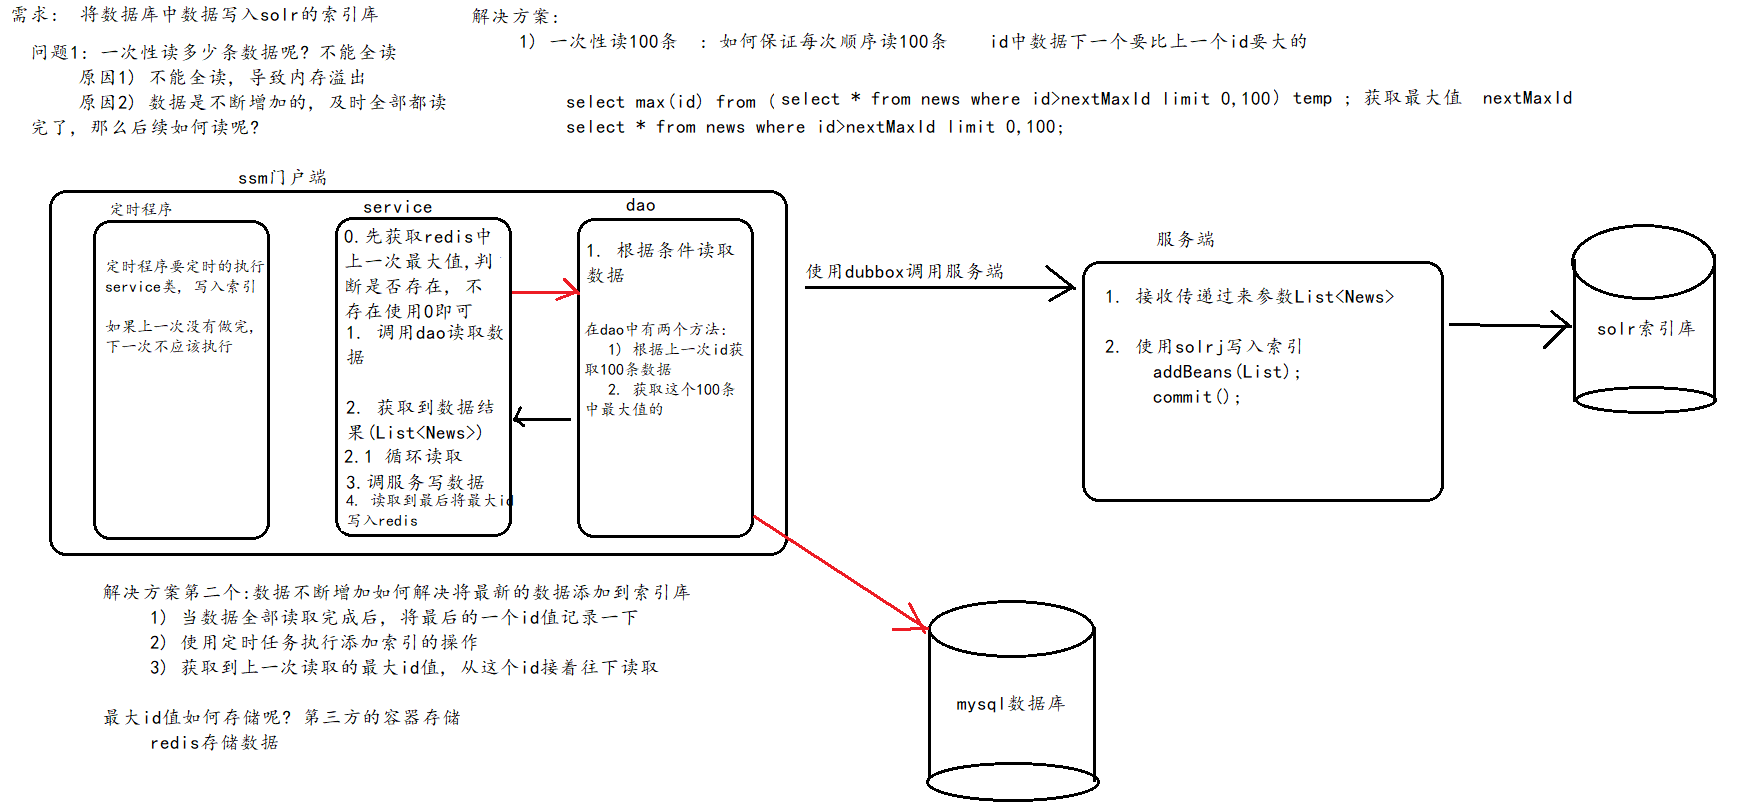 需求： 将数据库中数据写入solr的索引库
问题1：一次性读多少条数据呢？不能全读
原因1）不能全读，导致内存溢出
原因2）数据是不断增加的，及时全部都读
完了，那么后续如何读呢？
解决方案：
1）一次性读100条 ：如何保证每次顺序读100条 id中数据下一个要比上一个id要大的
select max(id) from (select * from news where id>nextMaxId limit 0,100) temp ；获取最大值 nextMaxId
select * from news where id>nextMaxId limit 0,100;
ssm门户端
定时程序
定时程序要定时的执行
service类，写入索引
如果上一次没有做完，
下一次不应该执行
service
0.先获取redis中
上一次最大值,判
断是否存在，不
存在使用0即可
1. 调用dao读取数
据
2. 获取到数据结
果(List<News>)
2.1 循环读取
3.调服务写数据
4. 读取到最后将最大id
写入redis
dao
1. 根据条件读取
数据
在dao中有两个方法：
1）根据上一次id获
取100条数据
2. 获取这个100条
中最大值的
使用dubbox调用服务端
服务端
1. 接收传递过来参数List<News>
2. 使用solrj写入索引
addBeans(List);
commit();
solr索引库
解决方案第二个:数据不断增加如何解决将最新的数据添加到索引库
1）当数据全部读取完成后，将最后的一个id值记录一下
2）使用定时任务执行添加索引的操作
3）获取到上一次读取的最大id值，从这个id接着往下读取
最大id值如何存储呢？第三方的容器存储
redis存储数据
mysql数据库